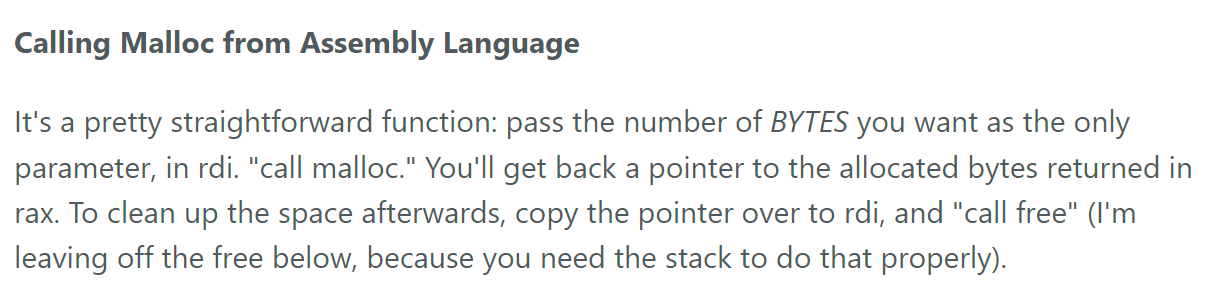 Calling Malloc from Assembly Language
It's a pretty straightforward function: pass the number of BYTES you want as the only
parameter, in rdi. "call malloc." You'll get back a pointer to the allocated bytes returned in
rax. To clean up the space afterwards, copy the pointer over to rdi, and "call free" (I'm
leaving off the free below, because you need the stack to do that properly).